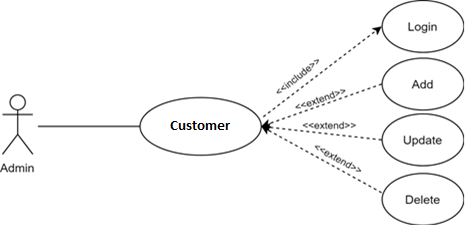 Login
<<include>>
Add
<<extend>>
Customer
<<extend>>
Update
Admin
<<extend>>
Delete